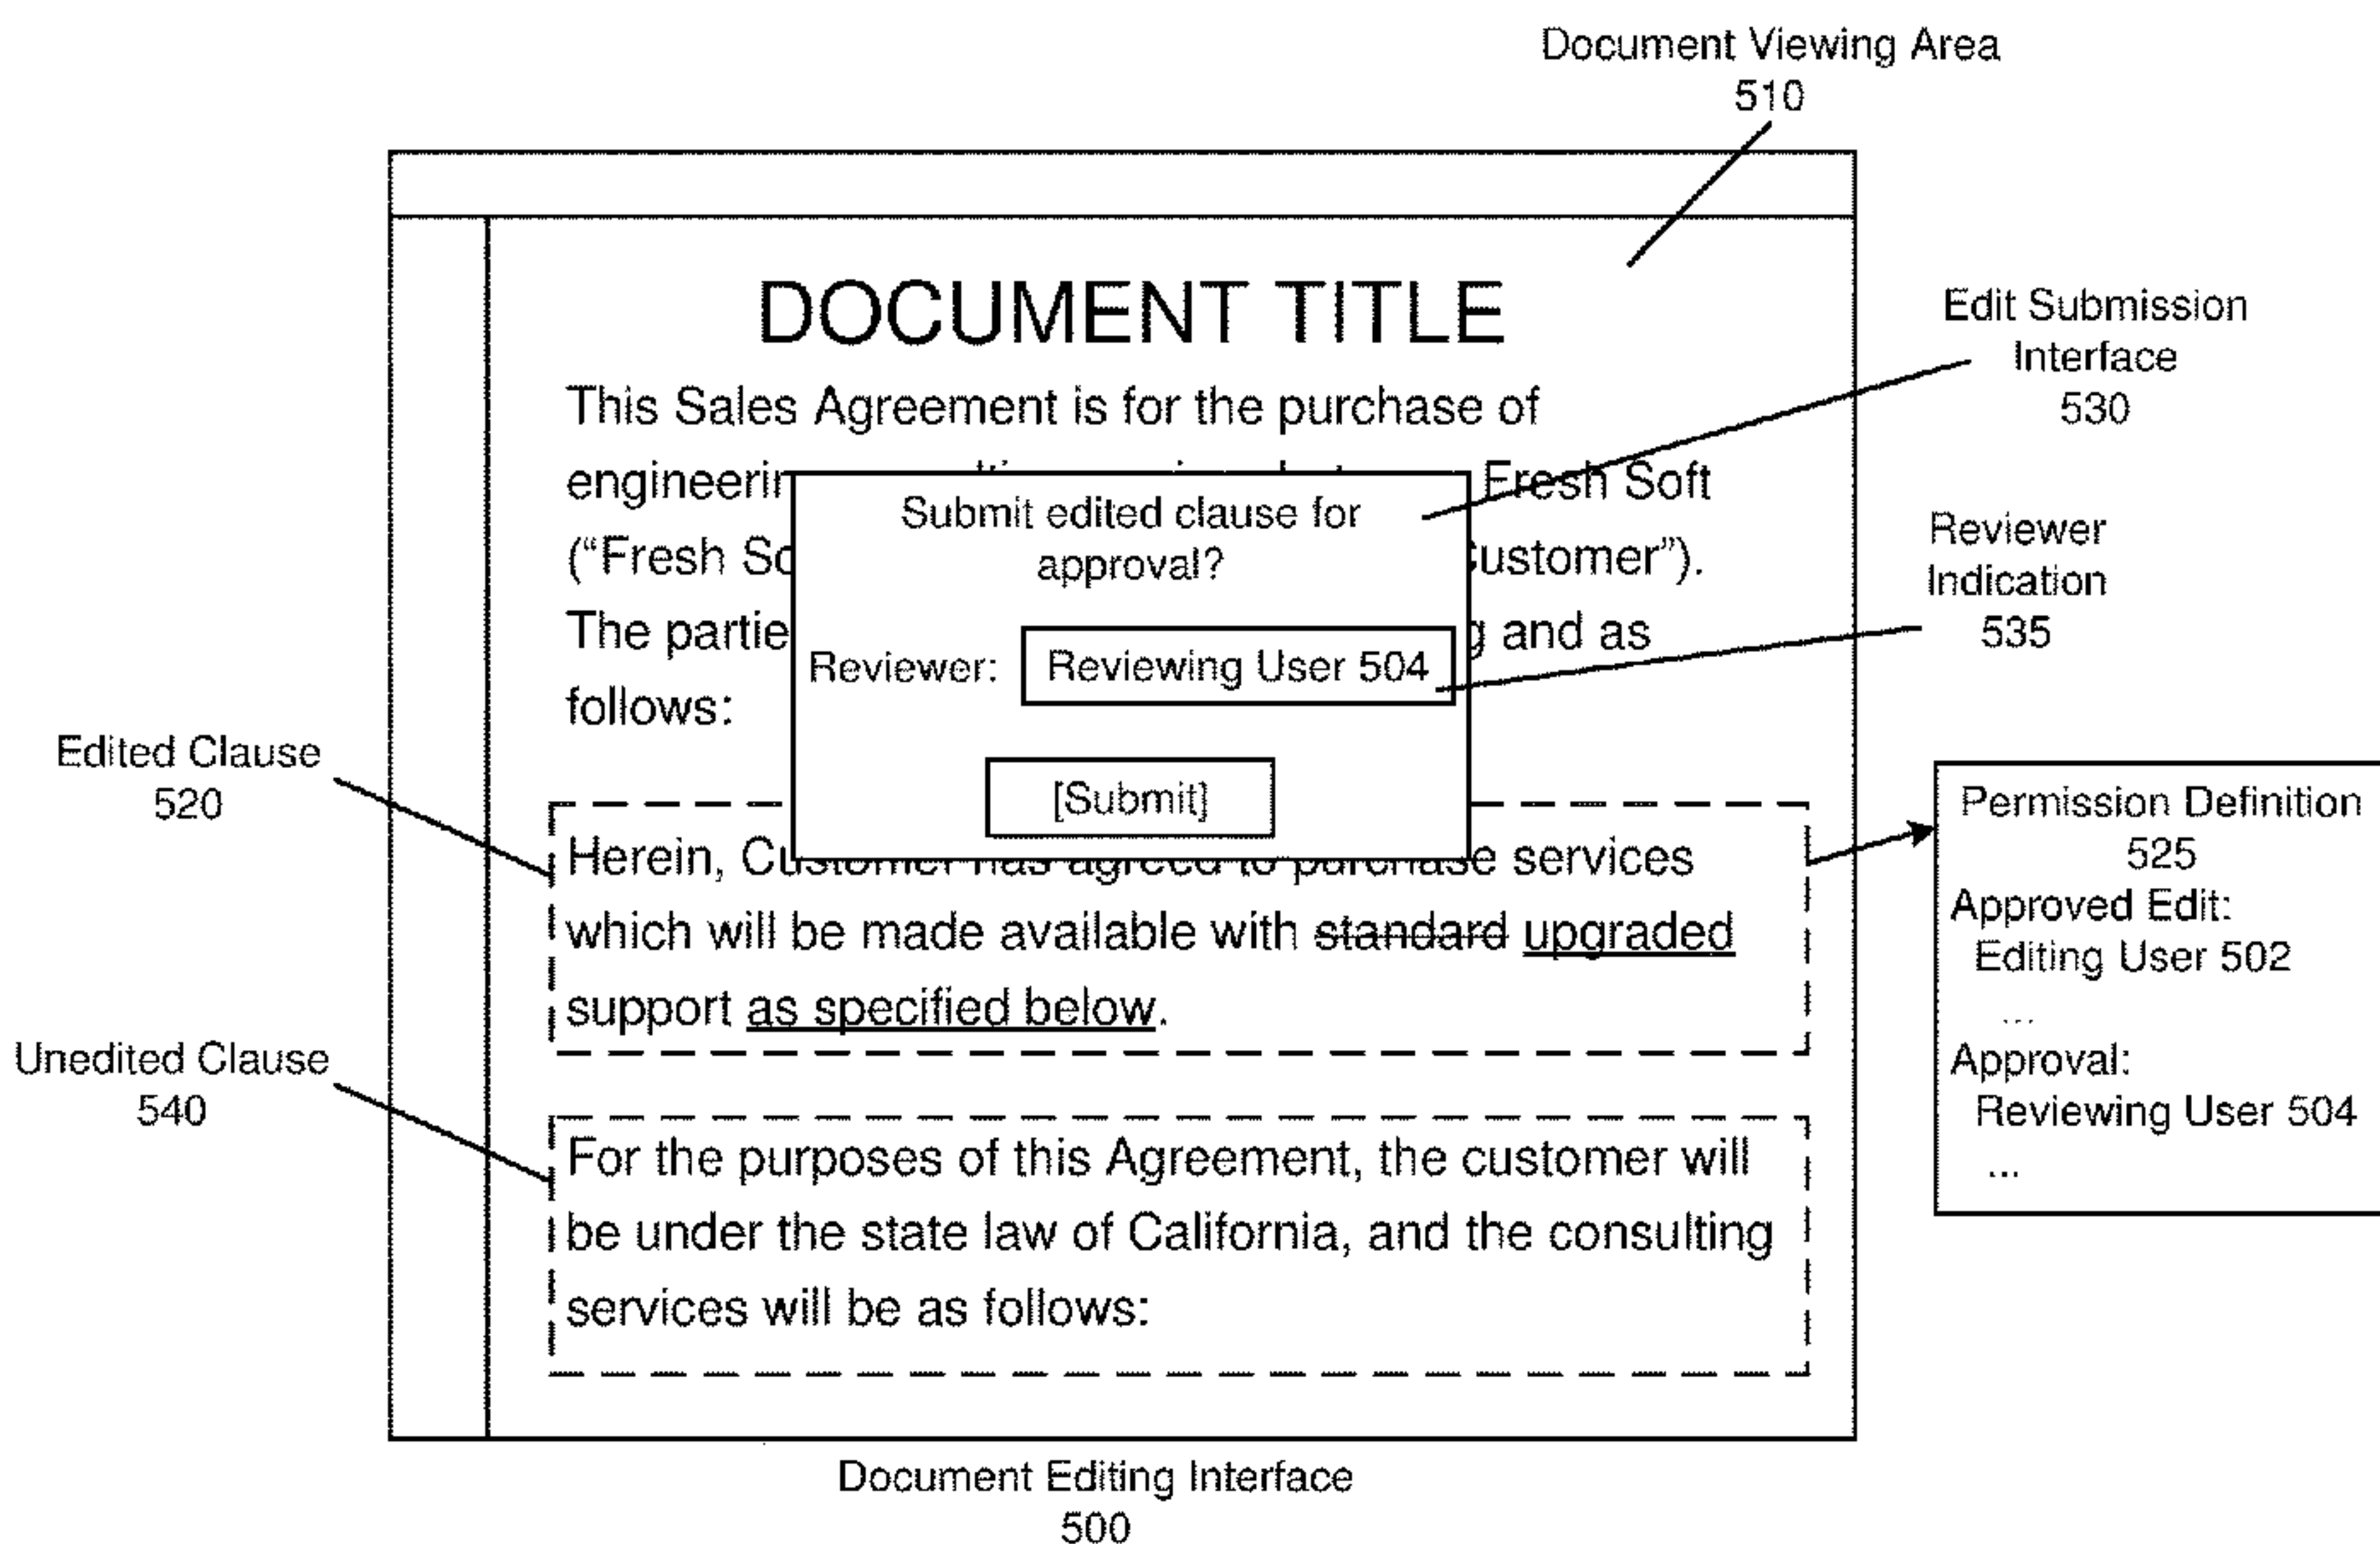 Document Viewing Area
510
DOCUMENT TITLE
This Sales Agreement is for the purchase of
Fresh Soft
("Fresh
ustomer").
The
and as
follows:
Submit edited clause for
approval?
Reviewer: Reviewing User 504
[Submit]
Edit Submission
Interface
530
Reviewer
Indication
535
Edited Clause
520
Herein, Customer has agreed to purchase services
which will be made available with standard upgraded
support as specified below.
Permission Definition
525
Approved Edit:
Editing User 502
...
Approval:
Reviewing User 504
...
Unedited Clause
540
For the purposes of this Agreement, the customer will
be under the state law of California, and the consulting
services will be as follows:
Document Editing Interface
500